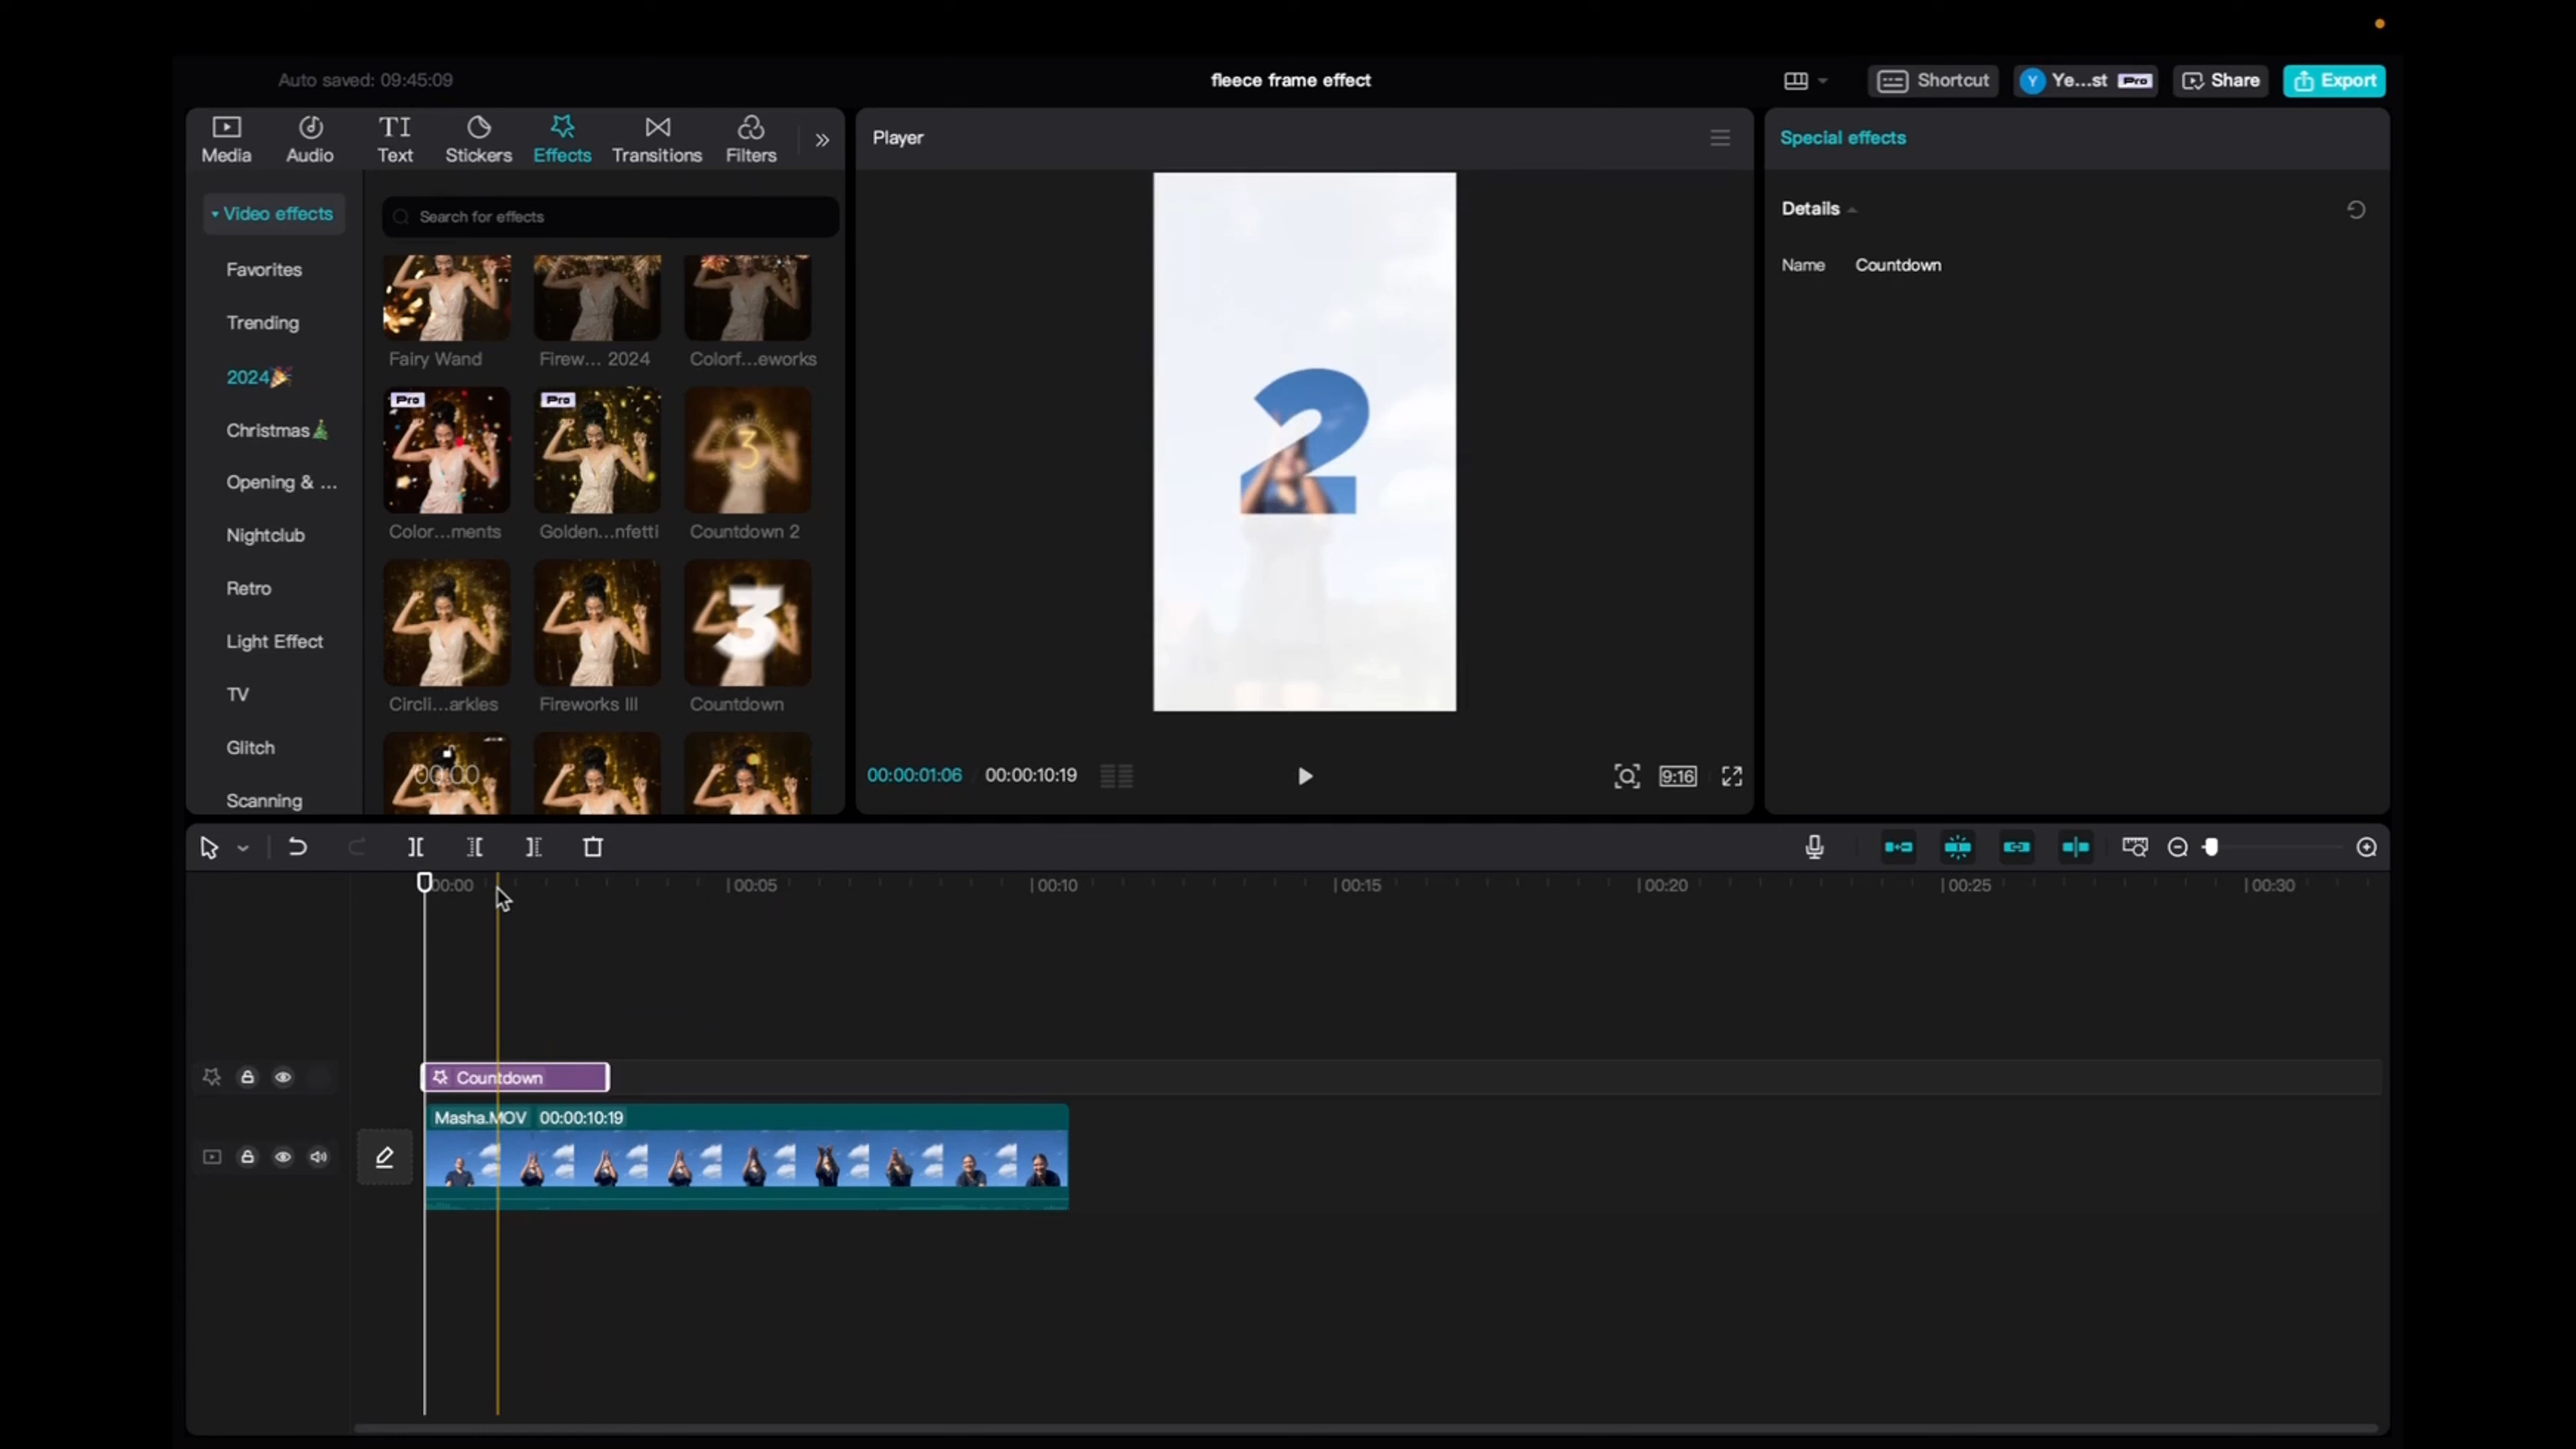 Auto saved: 09:45:09
fleece frame effect
Shortcut
Y
Ye...st
Pro
Share
Export
Media
Audio
TI
Text
Stickers
Effects
Transitions
Filters
Player
Special effects
Video effects
Search for effects
Details
Favorites
Name
Countdown
Trending
Fairy Wand
Firew... 2024
Colorf...eworks
2024
Pro
Pro
2
Christmas
3
Opening & ...
Color...ments
Golden...nfetti
Countdown 2
Nightclub
Retro
3
Light Effect
TV
Circli...arkles
Fireworks III
Countdown
Glitch
00:00
00:00:01:06
00:00:10:19
9:16
Scanning
00:00
00:05
00:10
00:15
00:20
00:25
00:30
Countdown
Masha.MOV 00:00:10:19